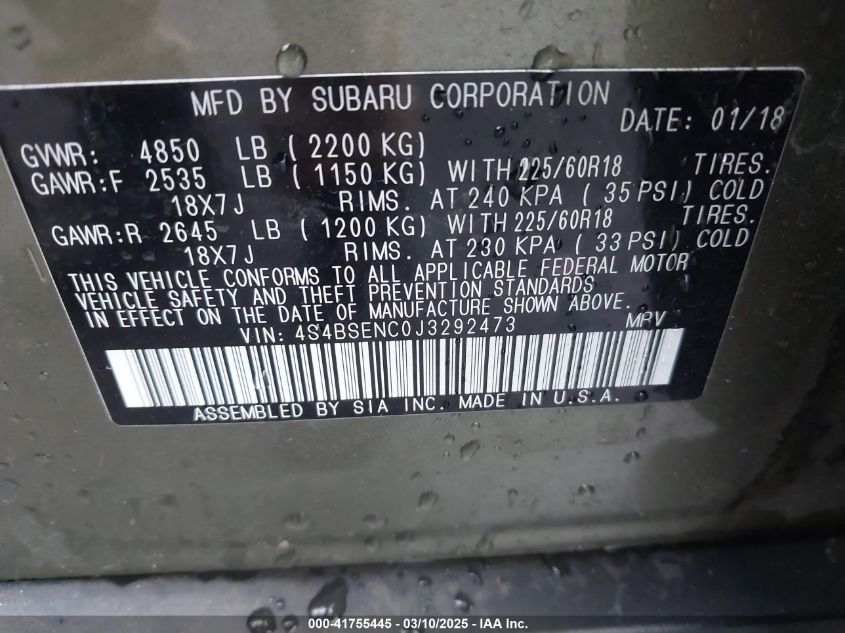 MFD BY SUBARU CORPORATION
DATE: 01/18
GVWR: 4850 LB ( 2200 KG)
GAWR:F 2535 LB ( 1150 KG) WITH 225/60R18 TIRES.
18X7J RIMS. AT 240 KPA ( 35 PSI) COLD
GAWR:R 2645 LB ( 1200 KG) WITH 225/60R18 TIRES.
18X7J RIMS. AT 230 KPA ( 33 PSI) COLD
THIS VEHICLE CONFORMS TO ALL APPLICABLE FEDERAL MOTOR
VEHICLE SAFETY AND THEFT PREVENTION STANDARDS
IN EFFECT ON THE DATE OF MANUFACTURE SHOWN ABOVE.
VIN: 4S4BSENC0J3292473 MPV
ASSEMBLED BY SIA INC. MADE IN U.S.A.
000-41755445 - 03/10/2025 - IAA Inc.